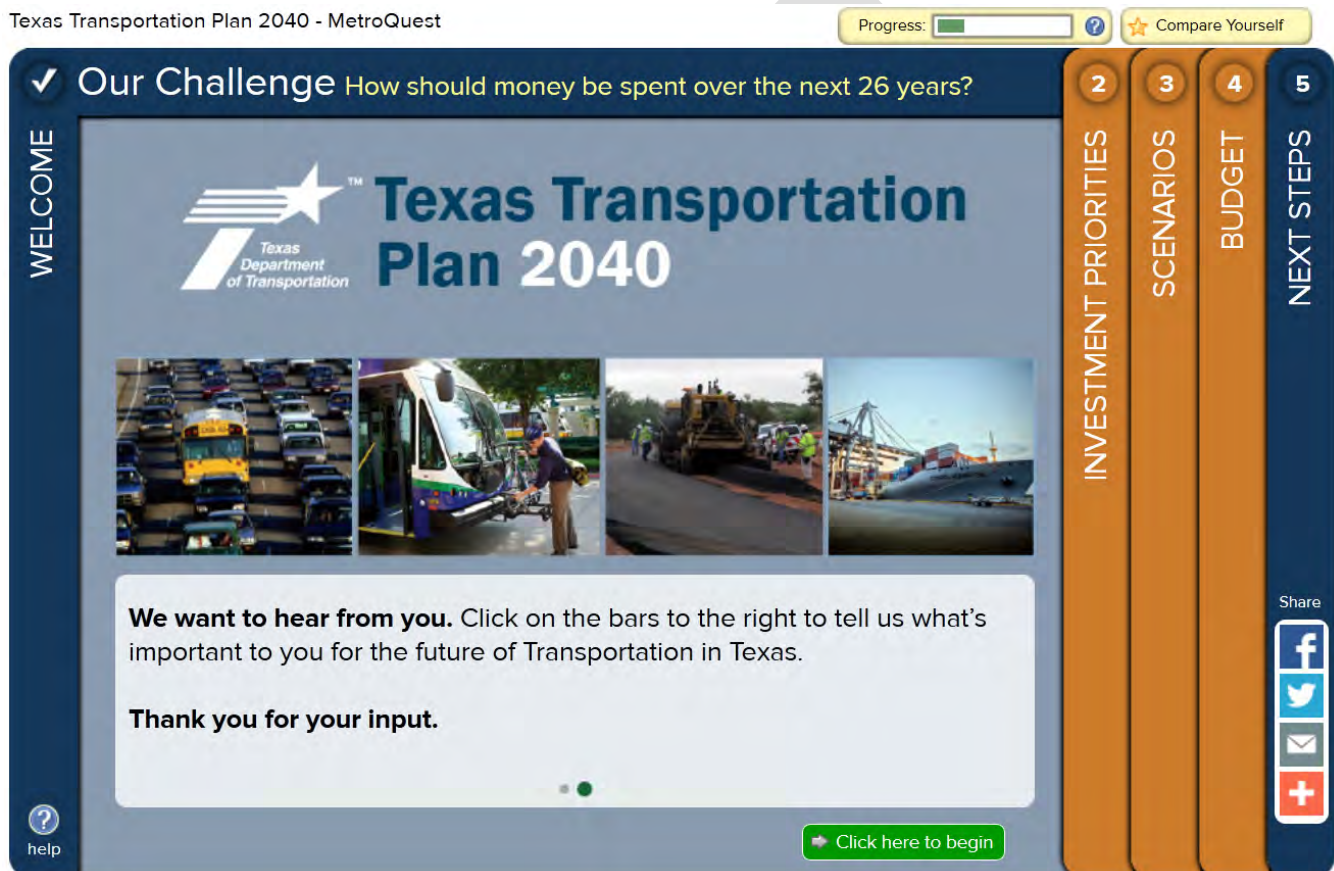 Texas Transportation Plan 2040 - MetroQuest
Progress:
?
Compare Yourself
Our Challenge How should money be spent over the next 26 years?
WELCOME
2
INVESTMENT PRIORITIES
3
SCENARIOS
4
BUDGET
5
NEXT STEPS
Texas
Department
of Transportation
™
Texas Transportation
Plan 2040
We want to hear from you. Click on the bars to the right to tell us what's
important to you for the future of Transportation in Texas.
Thank you for your input.
Share
f
?
help
Click here to begin